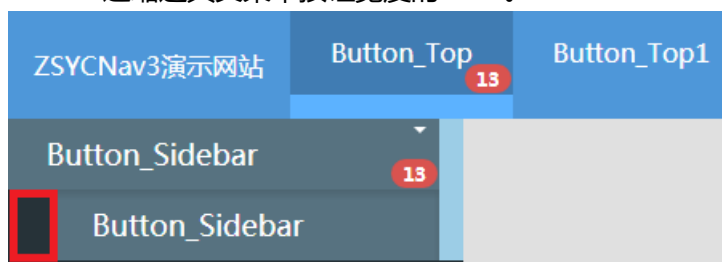 ZSYCNav3演示网站
Button_Top
13
Button_Top1
Button_Sidebar
13
Button_Sidebar